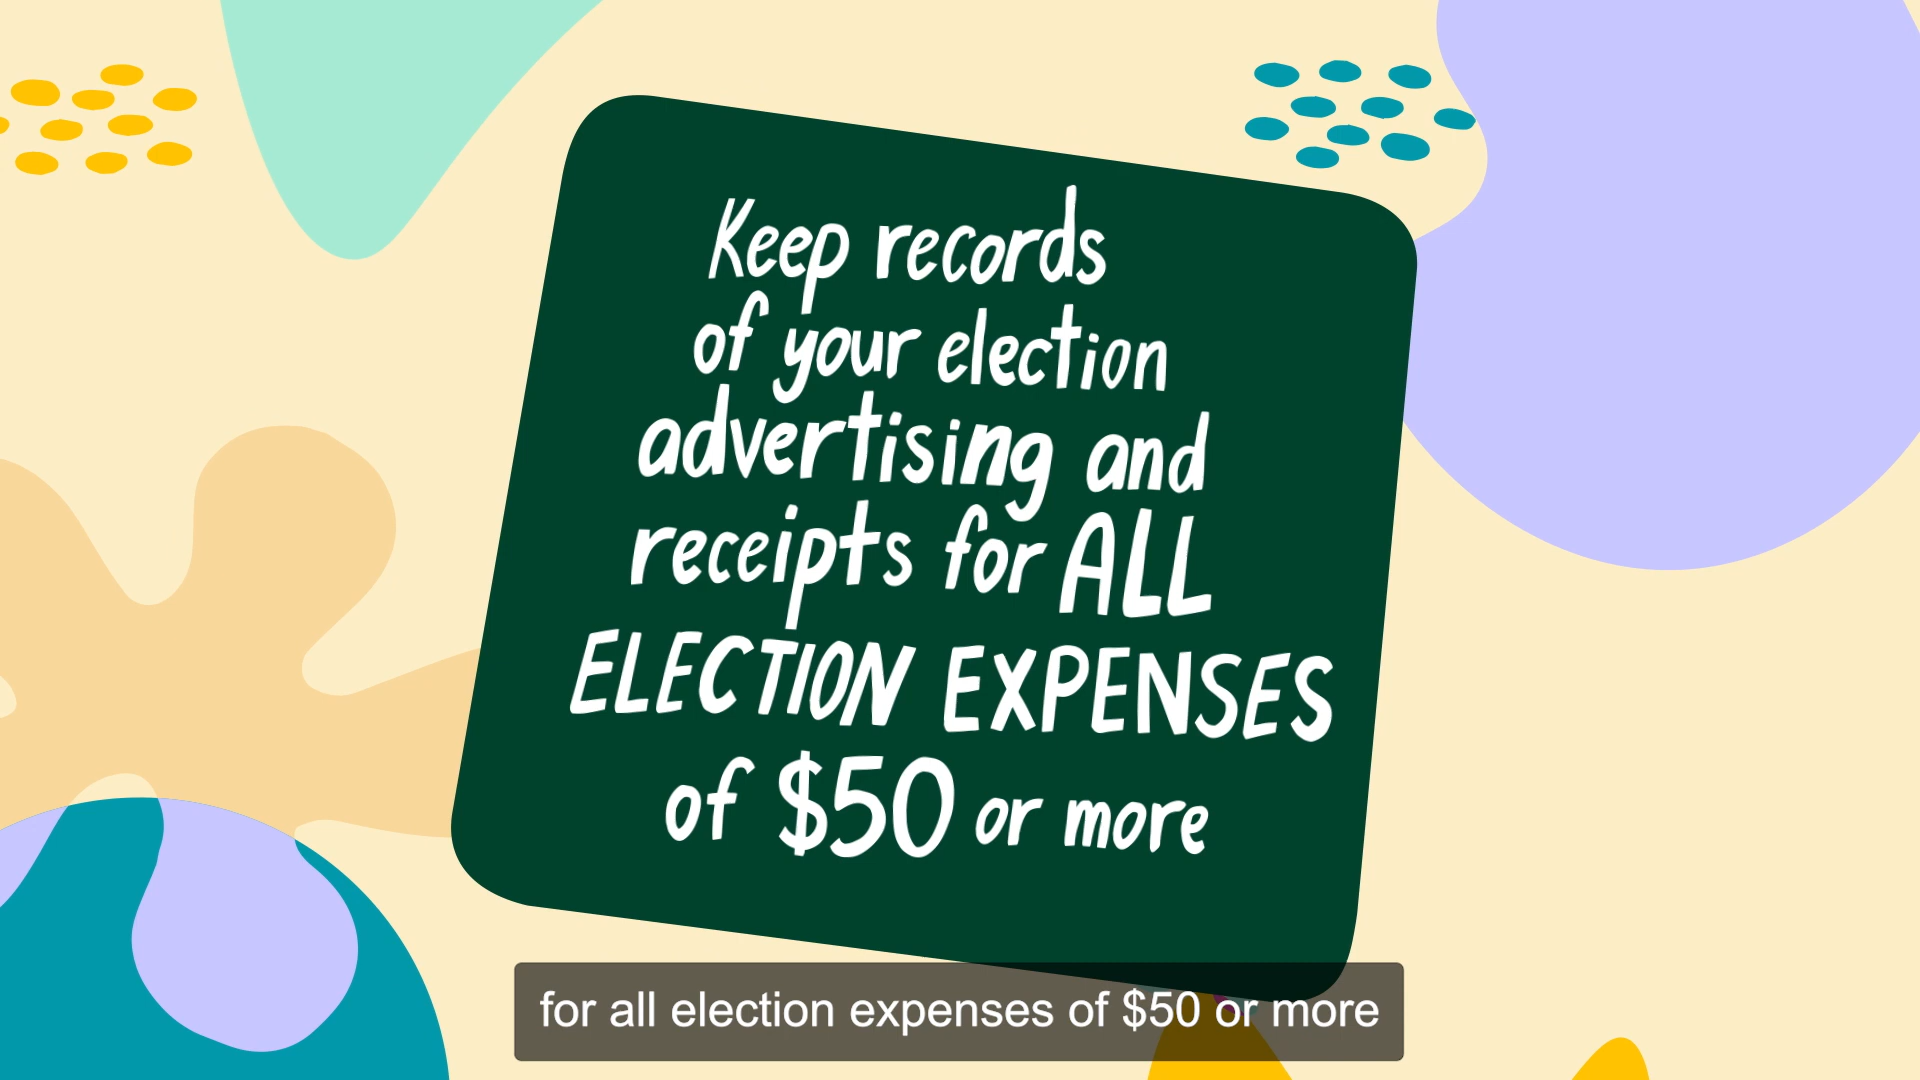 Keep records
of your election
advertising and
receipts for ALL
ELECTION EXPENSES
of $50 or more
for all election expenses of $50 or more